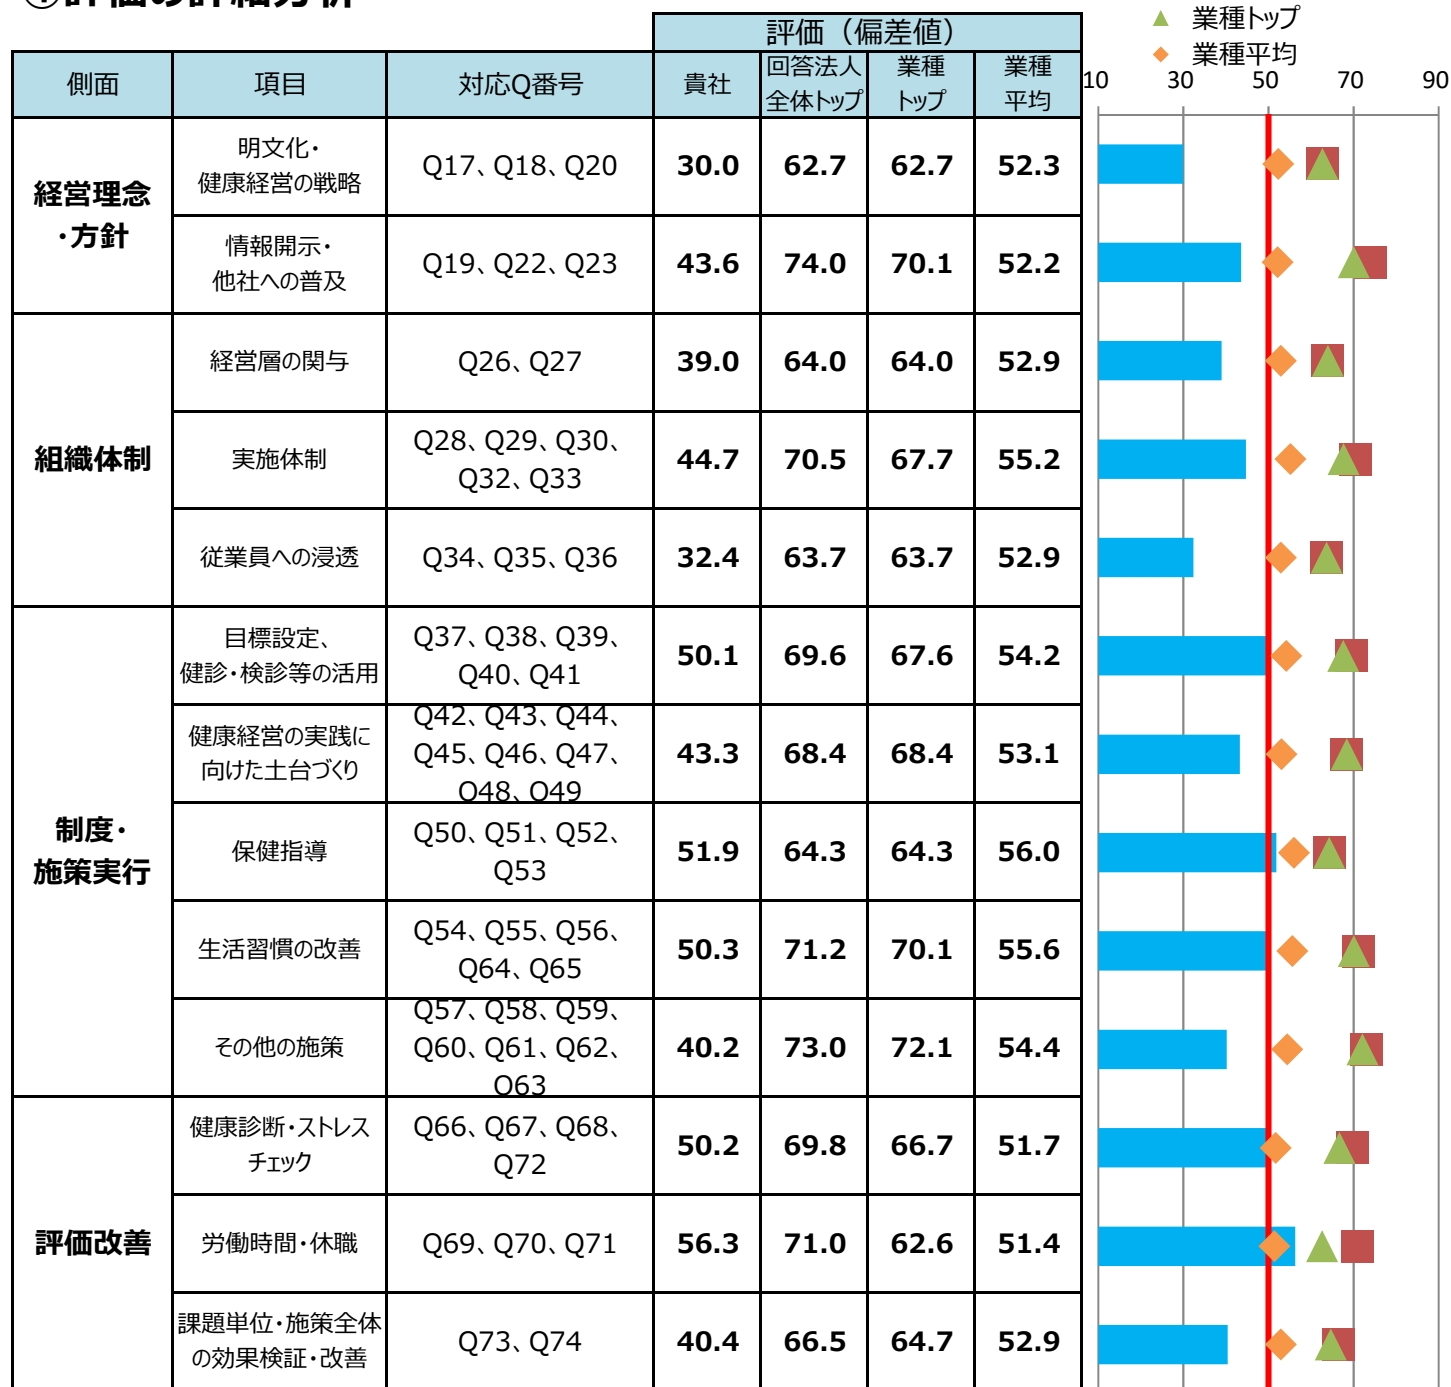 ①評価の詳細分析
▲ 業種トップ
◆ 業種平均
評価（偏差値）
側面 項目 対応Q番号 貴社 回答法人全体トップ 業種トップ 業種平均
10 30 50 70 90
経営理念・方針
明文化・健康経営の戦略 Q17、Q18、Q20 30.0 62.7 62.7 52.3
情報開示・他社への普及 Q19、Q22、Q23 43.6 74.0 70.1 52.2
組織体制
経営層の関与 Q26、Q27 39.0 64.0 64.0 52.9
実施体制 Q28、Q29、Q30、Q32、Q33 44.7 70.5 67.7 55.2
従業員への浸透 Q34、Q35、Q36 32.4 63.7 63.7 52.9
制度・施策実行
目標設定、健診・検診等の活用 Q37、Q38、Q39、Q40、Q41 50.1 69.6 67.6 54.2
健康経営の実践に向けた土台づくり Q42、Q43、Q44、Q45、Q46、Q47、Q48、Q49 43.3 68.4 68.4 53.1
保健指導 Q50、Q51、Q52、Q53 51.9 64.3 64.3 56.0
生活習慣の改善 Q54、Q55、Q56、Q64、Q65 50.3 71.2 70.1 55.6
その他の施策 Q57、Q58、Q59、Q60、Q61、Q62、Q63 40.2 73.0 72.1 54.4
評価改善
健康診断・ストレスチェック Q66、Q67、Q68、Q72 50.2 69.8 66.7 51.7
労働時間・休職 Q69、Q70、Q71 56.3 71.0 62.6 51.4
課題単位・施策全体の効果検証・改善 Q73、Q74 40.4 66.5 64.7 52.9